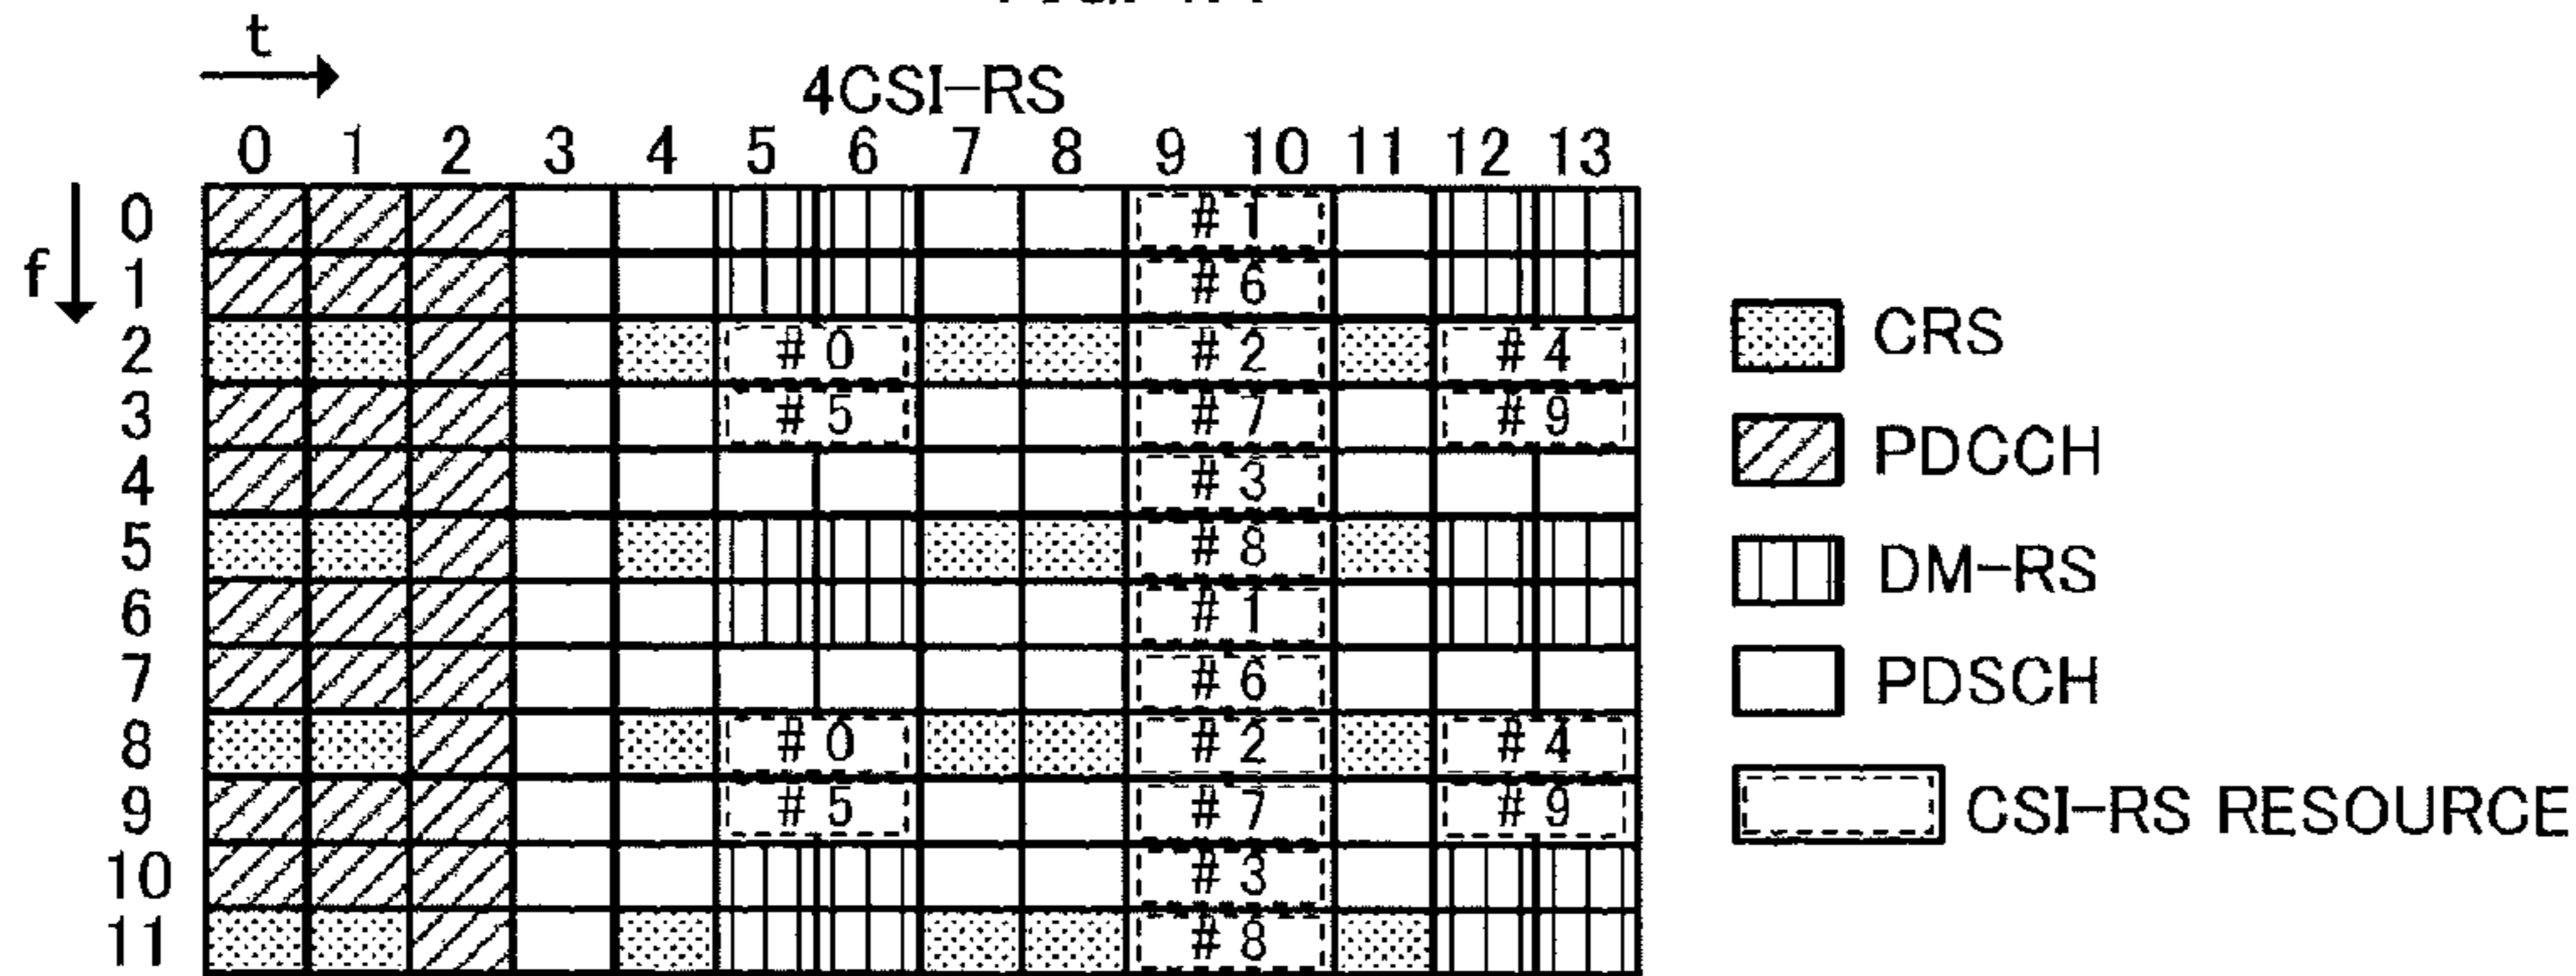 t
4CSI-RS
0 1 2 3 4 5 6 7 8 9 10 11 12 13
f
0 #1
1 #6
2 #0 #2 #4
3 #5 #7 #9
4 #3
5 #8
6 #1
7 #6
8 #0 #2 #4
9 #5 #7 #9
10 #3
11 #8
CRS
PDCCH
DM-RS
PDSCH
CSI-RS RESOURCE